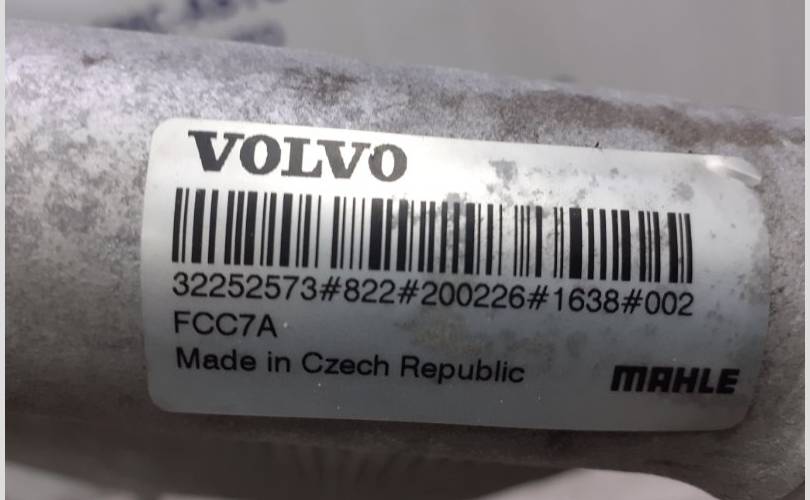 VOLVO
32252573#822#200226#1638#002
FCC7A
Made in Czech Republic
MAHLE